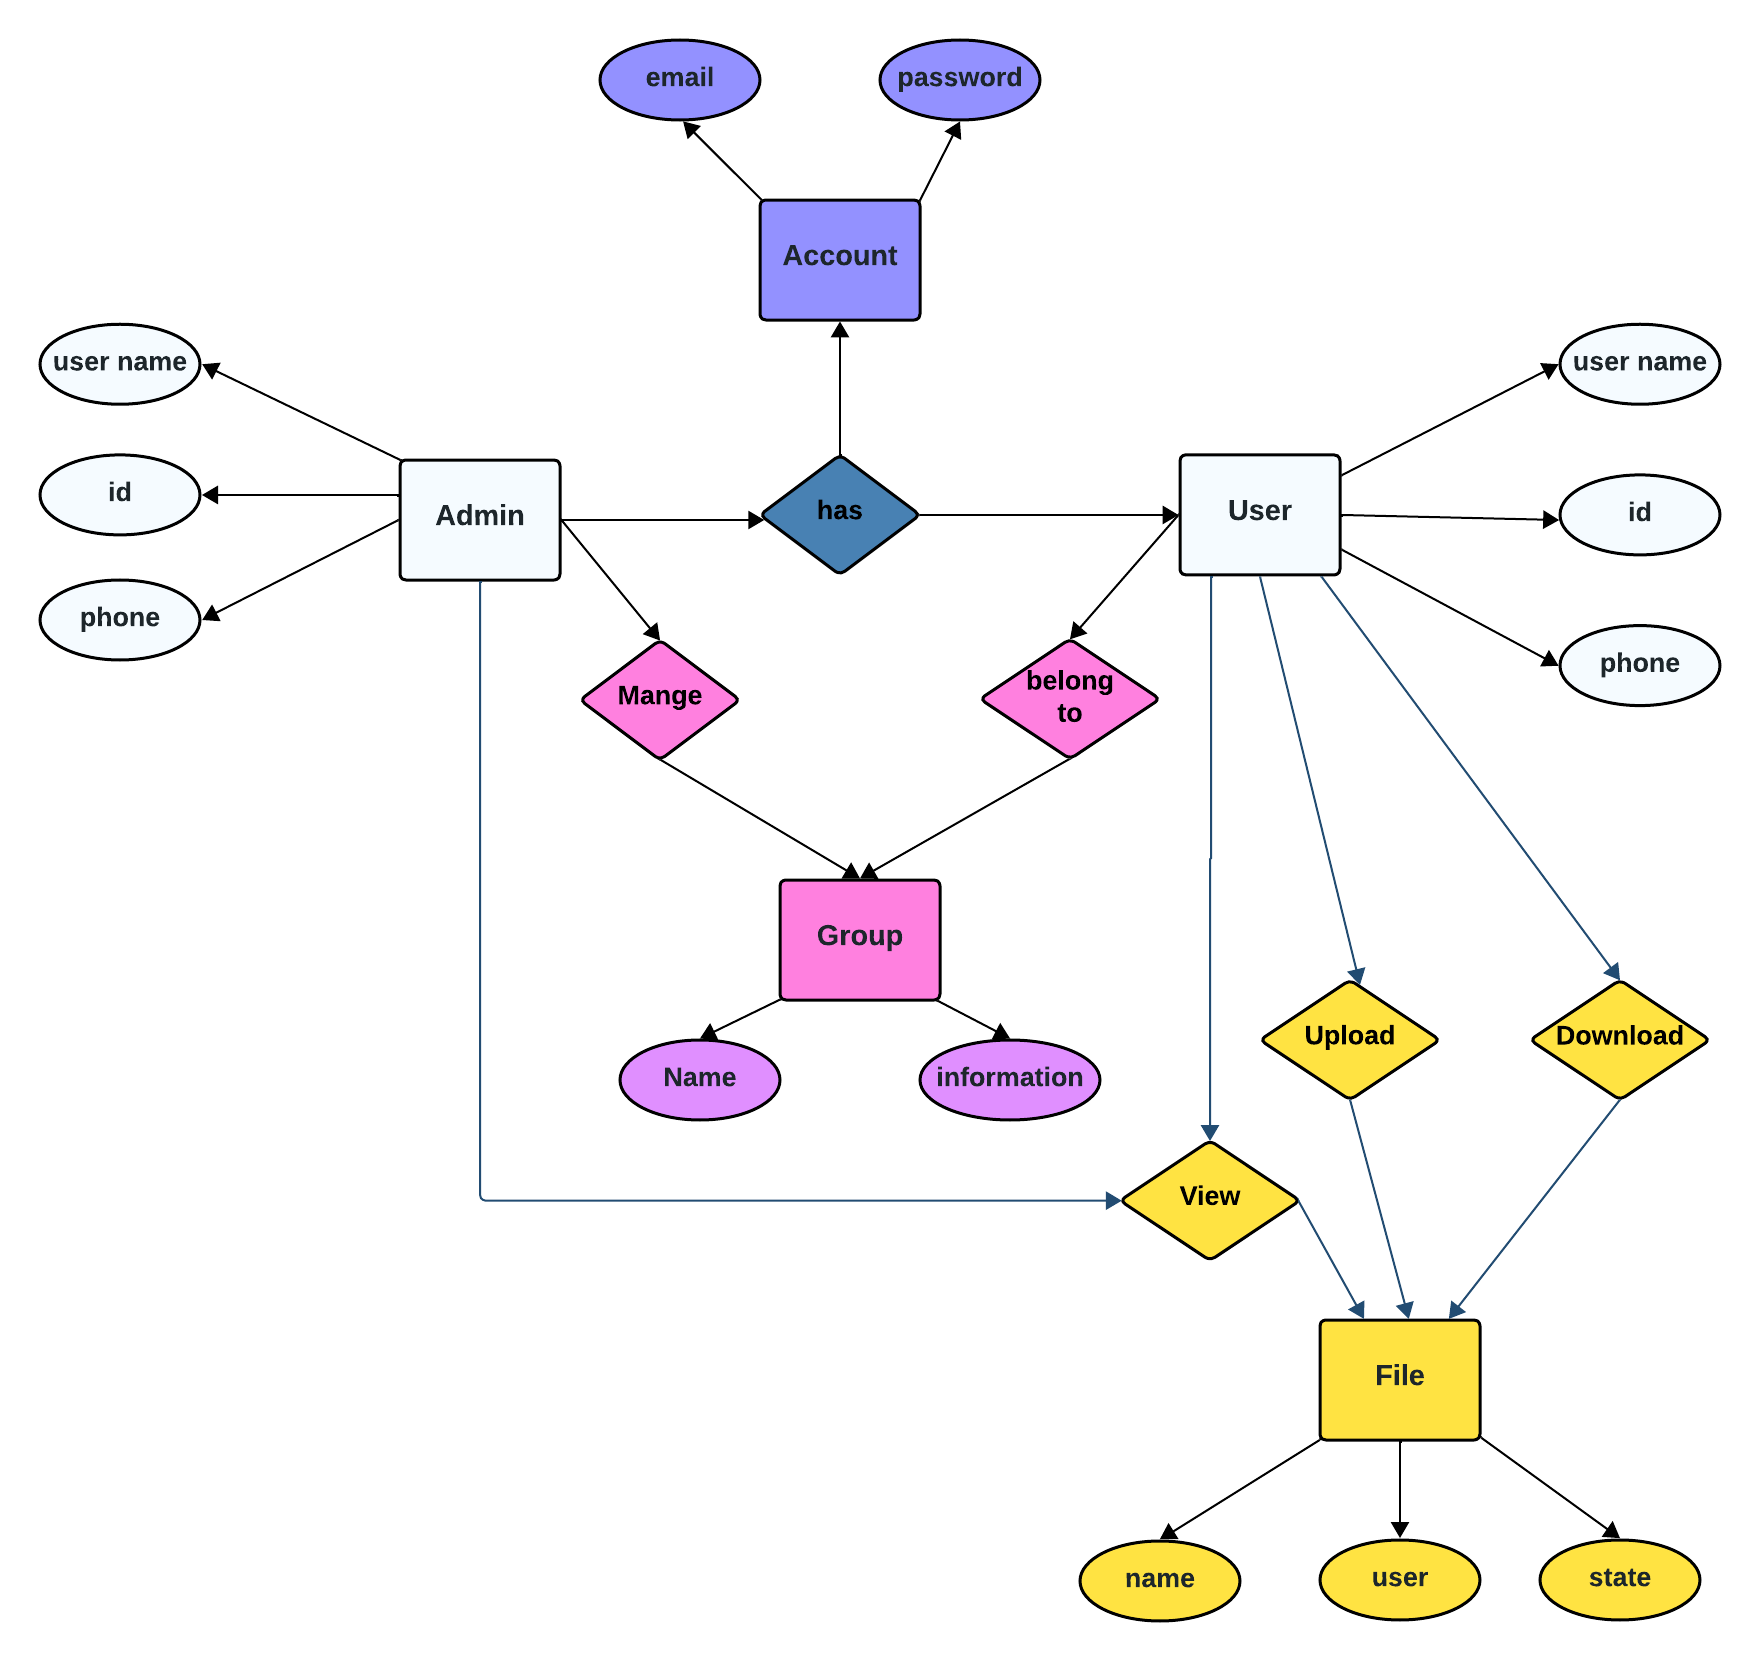 email
password
Account
user name
user name
id
Admin
has
User
id
phone
phone
Mange
belong
to
Group
Name
information
Upload
Download
View
File
name
user
state